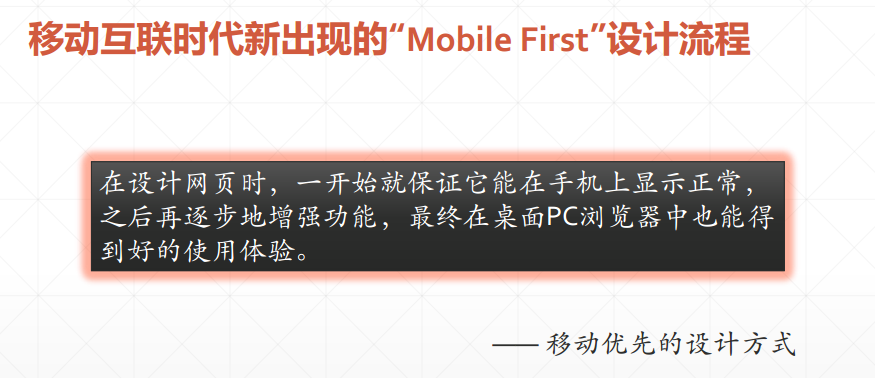 移动互联时代新出现的“Mobile First”设计流程
在设计网页时，一开始就保证它能在手机上显示正常，
之后再逐步地增强功能，最终在桌面PC浏览器中也能得
到好的使用体验。
—— 移动优先的设计方式